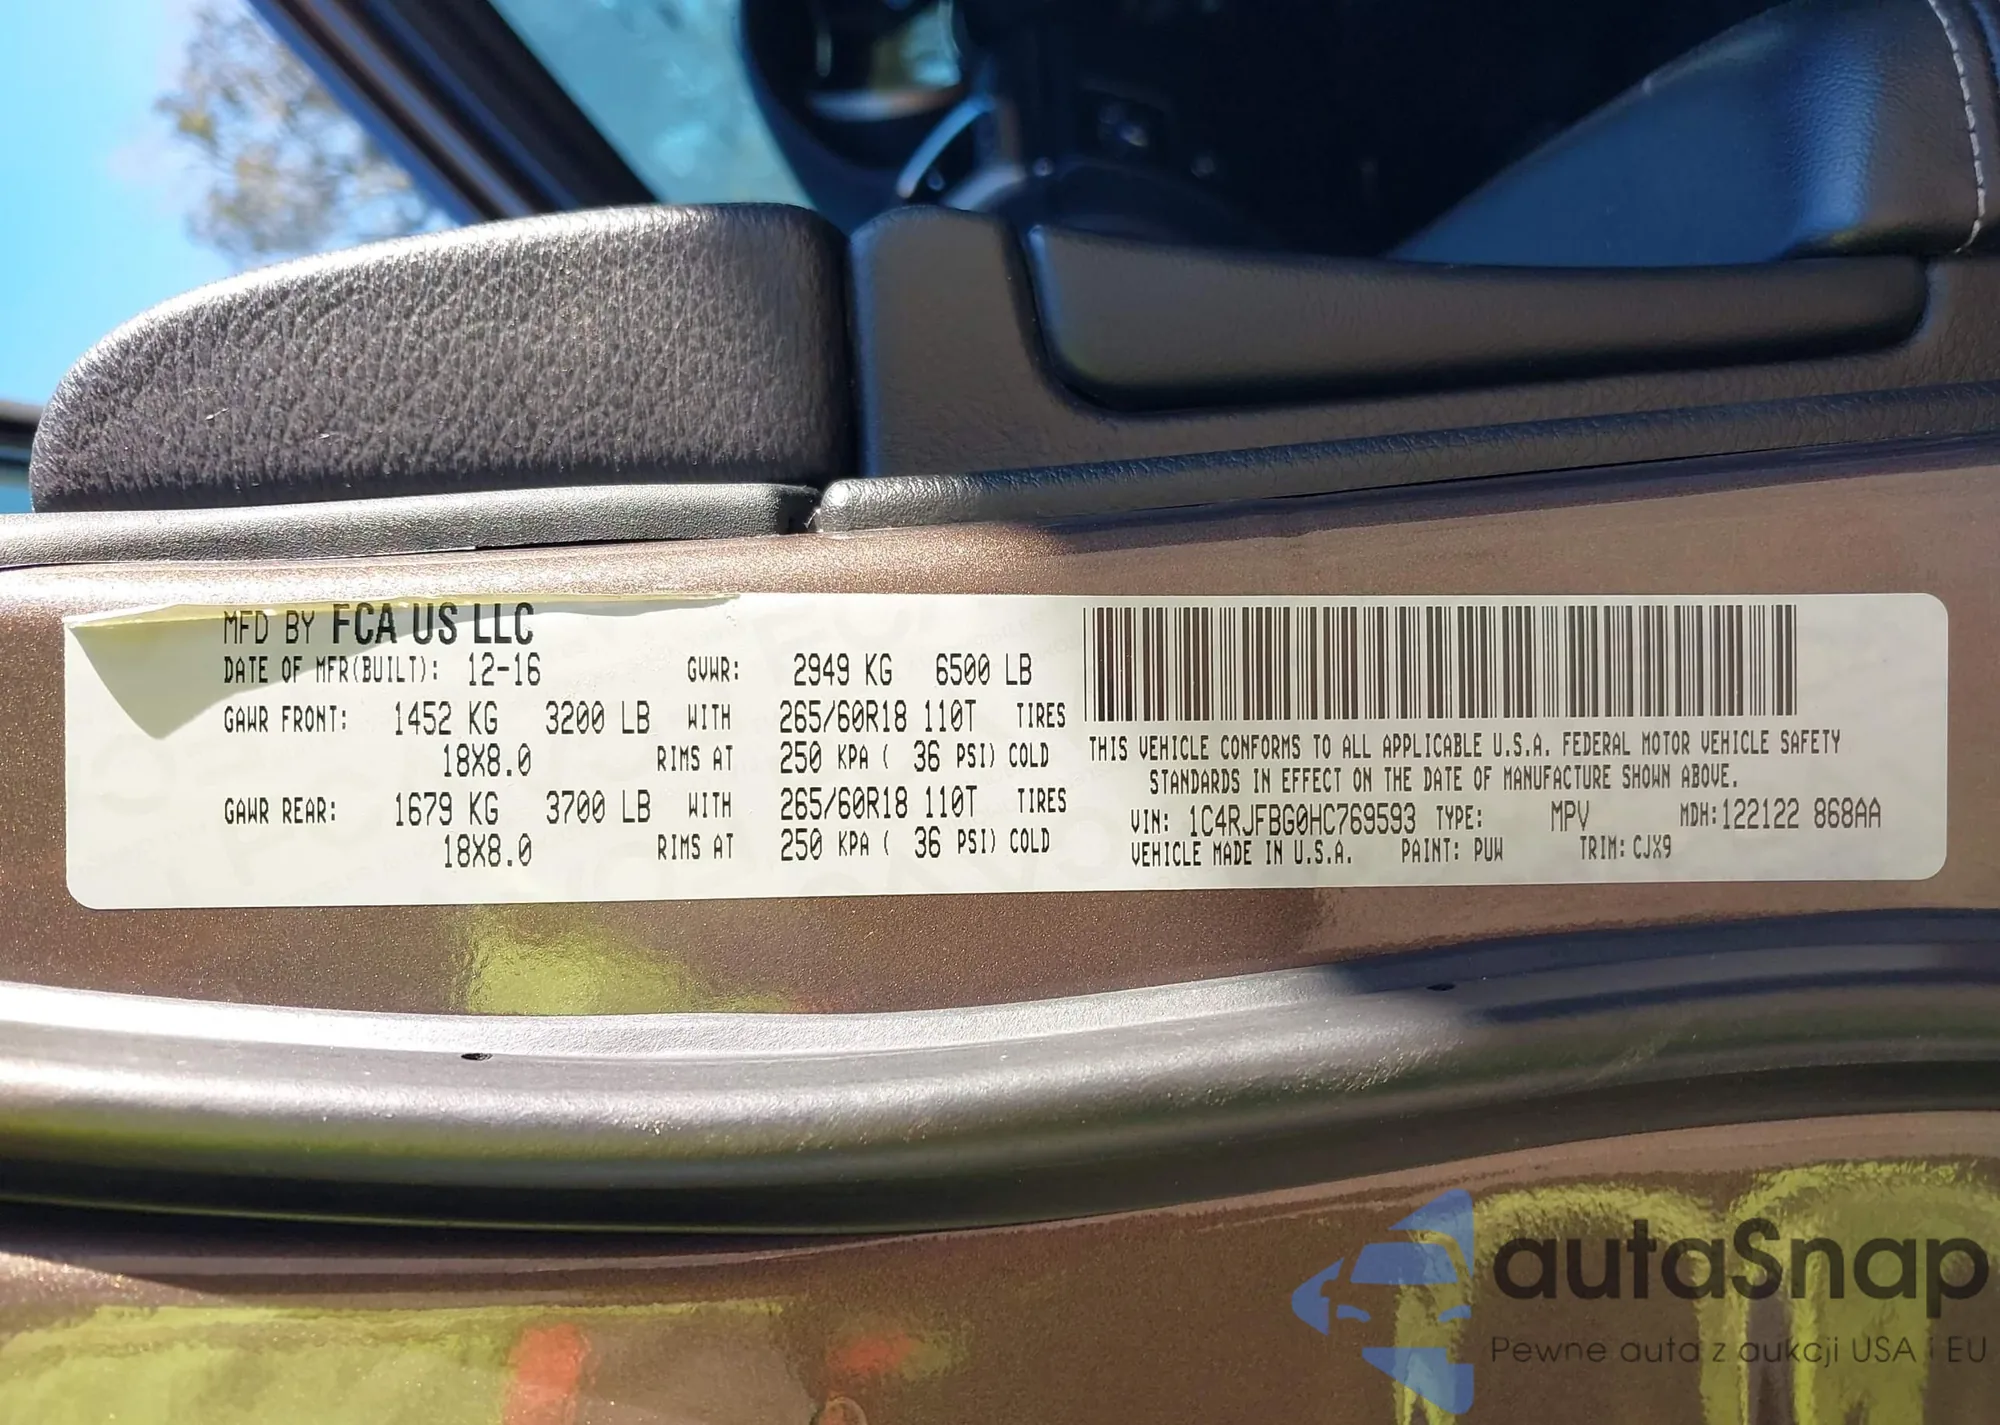 MFD BY FCA US LLC
DATE OF MFR(BUILT): 12-16 GVWR: 2949 KG 6500 LB
GAWR FRONT: 1452 KG 3200 LB WITH 265/60R18 110T TIRES
18X8.0 RIMS AT 250 KPA ( 36 PSI) COLD
GAWR REAR: 1679 KG 3700 LB WITH 265/60R18 110T TIRES
18X8.0 RIMS AT 250 KPA ( 36 PSI) COLD
THIS VEHICLE CONFORMS TO ALL APPLICABLE U.S.A. FEDERAL MOTOR VEHICLE SAFETY
STANDARDS IN EFFECT ON THE DATE OF MANUFACTURE SHOWN ABOVE.
VIN: 1C4RJFBG0HC769593 TYPE: MPV MDH:122122 868AA
VEHICLE MADE IN U.S.A. PAINT: PUW TRIM: CJX9
autaSnap
Pewne auta z aukcji USA i EU